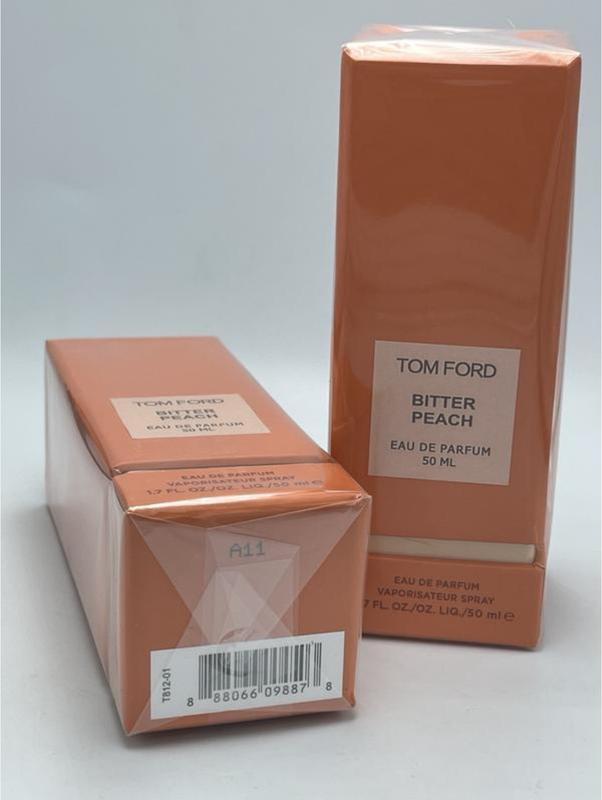 TOM FORD
BITTER
PEACH
EAU DE PARFUM
50 ML
EAU DE PARFUM
VAPORISATEUR SPRAY
7 FL. OZ./OZ. LIQ./50 ml e
TOM FORD
BITTER
PEACH
EAU DE PARFUM
50 ML
EAU DE PARFUM
VAPORISATEUR SPRAY
1.7 FL. OZ./OZ. LIQ./50 ml e
A11
T812-01
8 88066 09887 8